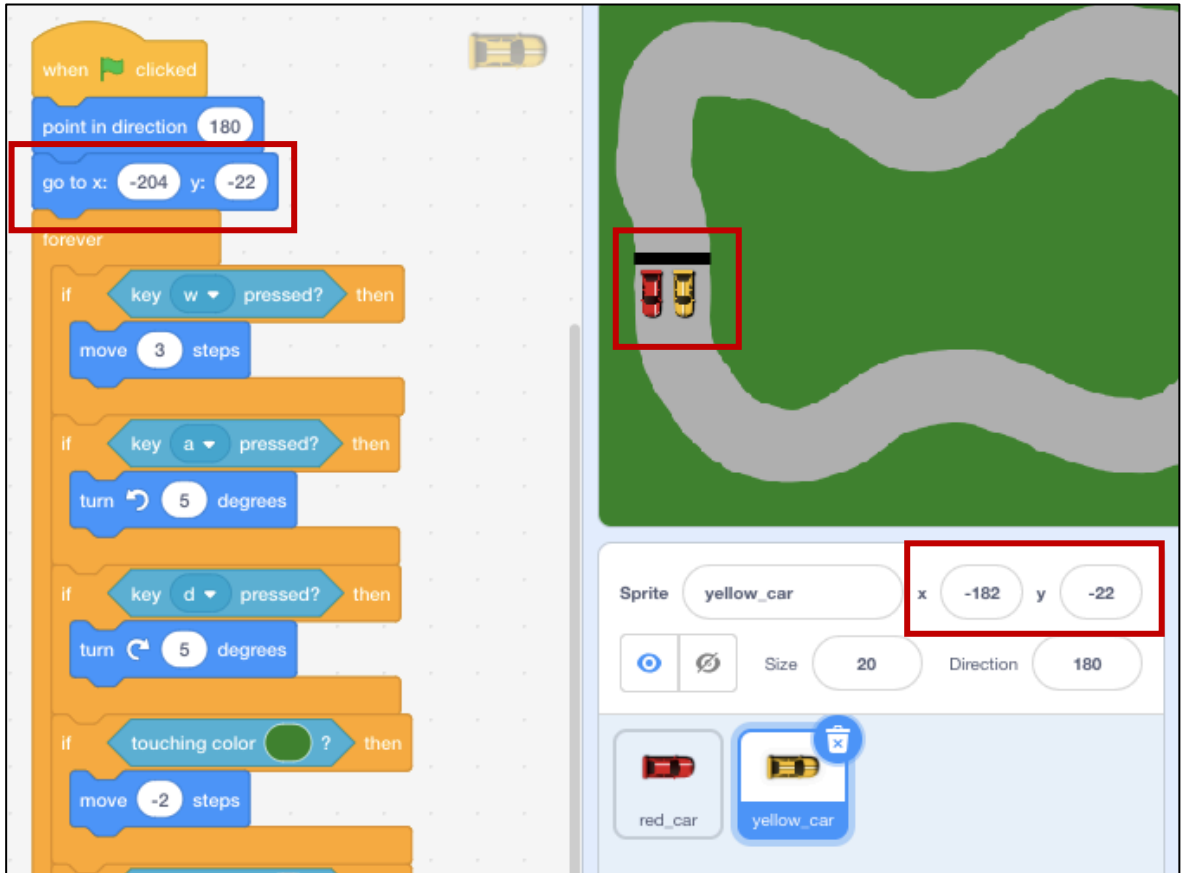 when clicked
point in direction 180
go to x: -204 y: -22
forever
if key w pressed? then
move 3 steps
if key a pressed? then
turn 5 degrees
if key d pressed? then
turn 5 degrees
if touching color ? then
move -2 steps
Sprite yellow_car x -182 y -22
Size 20 Direction 180
red_car
yellow_car